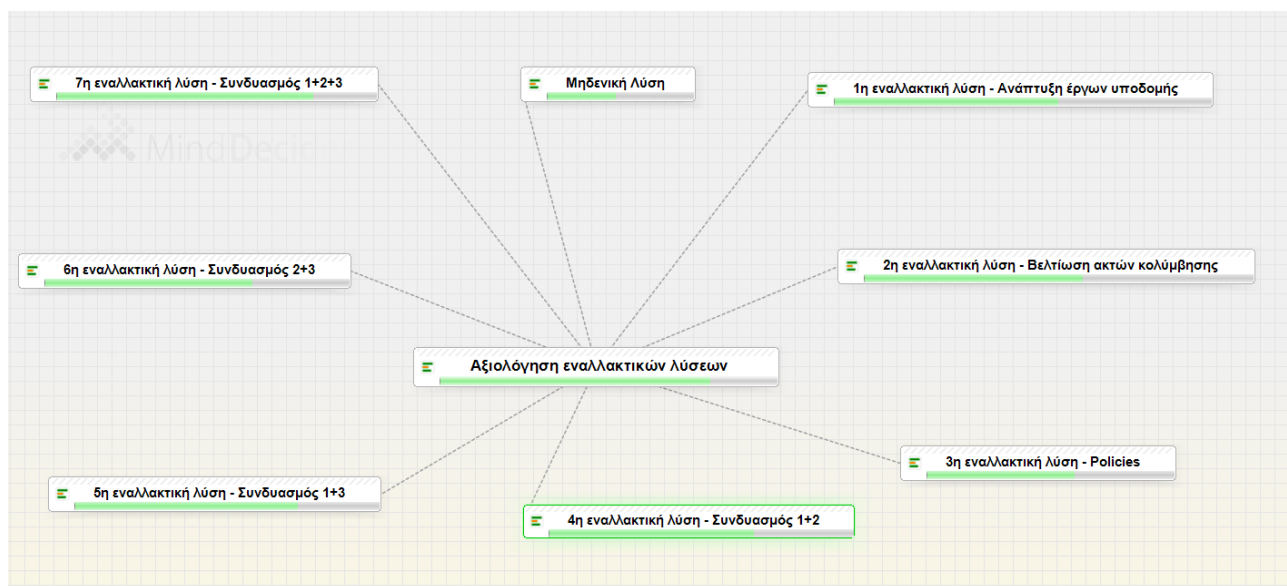 7η εναλλακτική λύση - Συνδυασμός 1+2+3
Μηδενική Λύση
1η εναλλακτική λύση - Ανάπτυξη έργων υποδομής
MindDecid
6η εναλλακτική λύση - Συνδυασμός 2+3
2η εναλλακτική λύση - Βελτίωση ακτών κολύμβησης
Αξιολόγηση εναλλακτικών λύσεων
5η εναλλακτική λύση - Συνδυασμός 1+3
3η εναλλακτική λύση - Policies
4η εναλλακτική λύση - Συνδυασμός 1+2